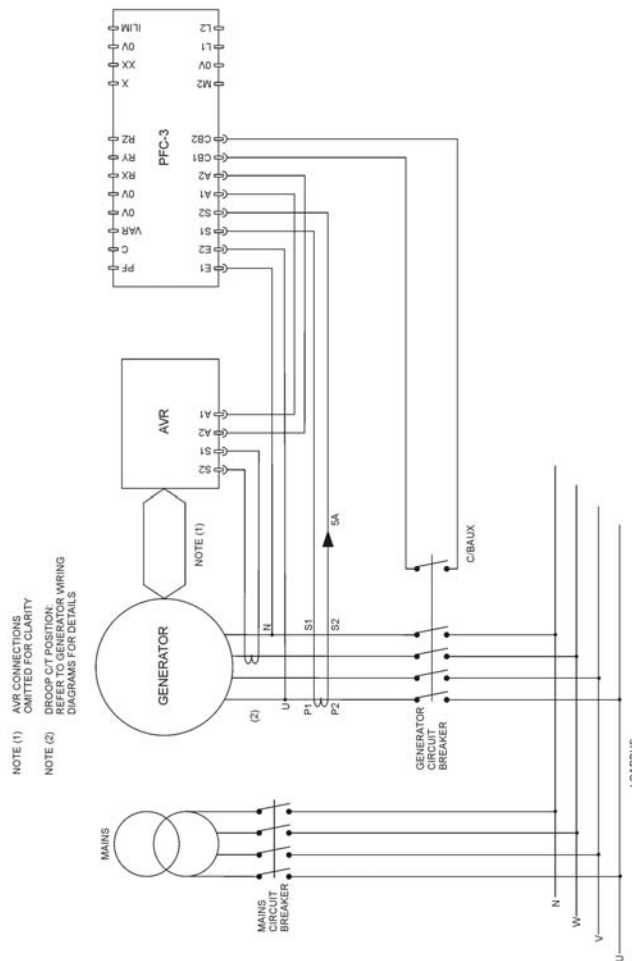 NOTE (1) AVR CONNECTIONS
OMITTED FOR CLARITY
NOTE (2) DROOP C/T POSITION:
REFER TO GENERATOR WIRING
DIAGRAMS FOR DETAILS
MAINS
MAINS
CIRCUIT
BREAKER
GENERATOR
NOTE (1)
AVR
S2 S1 A2 A1
PFC-3
PF C VAR 0V 0V RX RY RZ X XX 0V ILIM
E1 E2 S1 S2 A1 A2 CB1 CB2 M2 0V L1 L2
(2)
U
N
P1
S1
P2
S2
5A
GENERATOR
CIRCUIT
BREAKER
C/BAUX
N
W
V
U